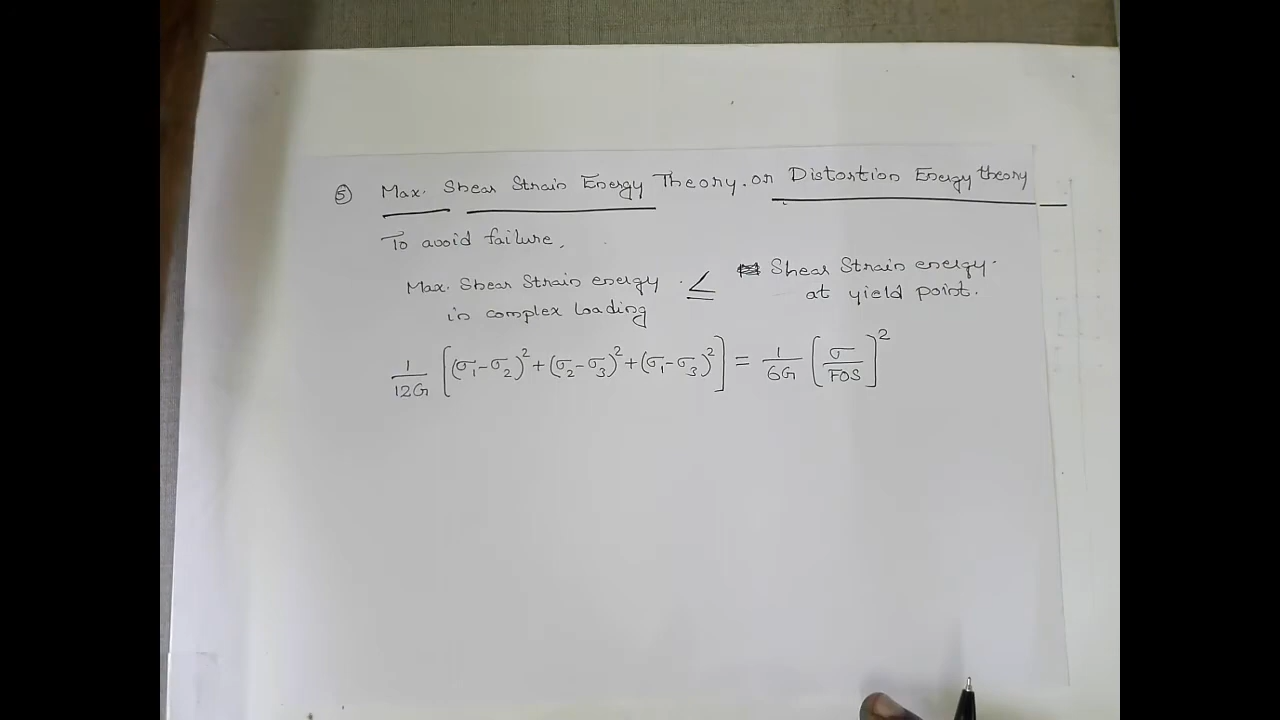 ⑤ Max. Shear Strain Energy Theory. or Distortion Energy theory
To avoid failure,
Max. Shear Strain energy in complex loading ≤ Shear Strain energy at yield point.
1/12G [(σ₁-σ₂)² + (σ₂-σ₃)² + (σ₁-σ₃)²] = 1/6G [σ/FOS]²